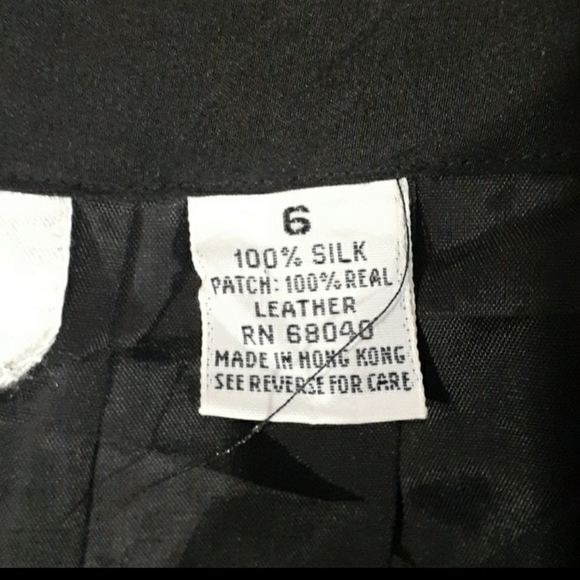 6
100% SILK
PATCH: 100% REAL
LEATHER
RN 68040
MADE IN HONG KONG
SEE REVERSE FOR CARE